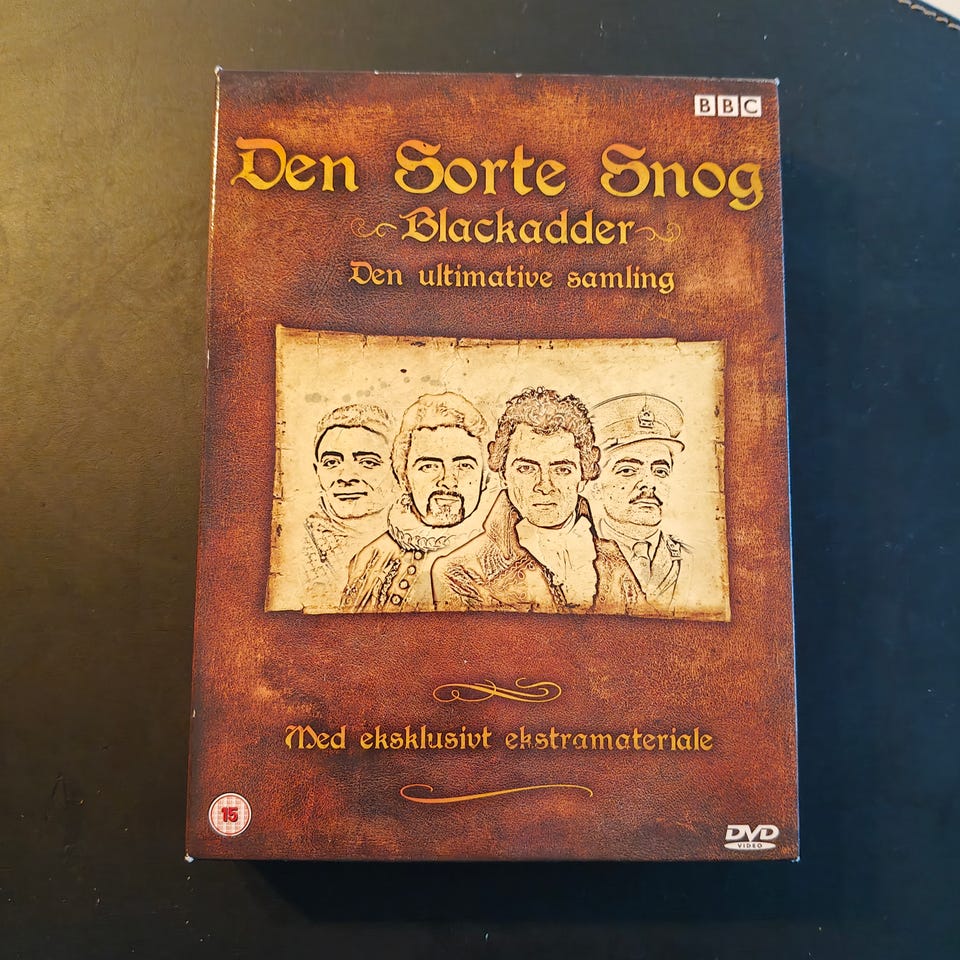 BBC
Den Sorte Snog
Blackadder
Den ultimative samling
Med eksklusivt ekstramateriale
15
DVD
VIDEO